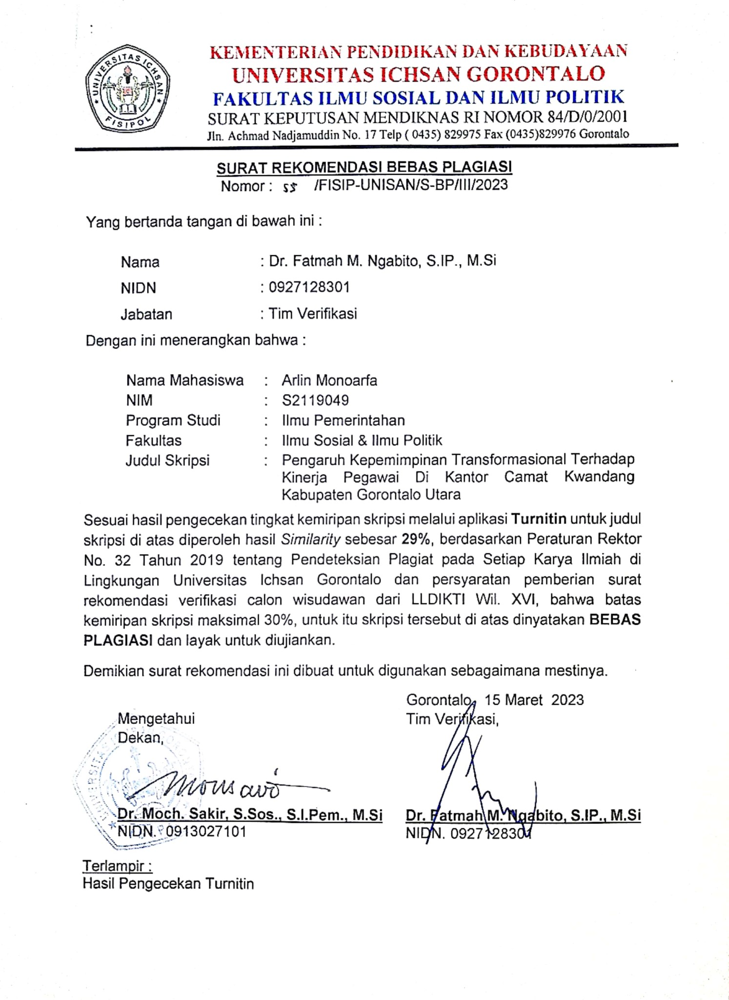 UNIVERSITAS ICHSAN
FISIPOL
KEMENTERIAN PENDIDIKAN DAN KEBUDAYAAN
UNIVERSITAS ICHSAN GORONTALO
FAKULTAS ILMU SOSIAL DAN ILMU POLITIK
SURAT KEPUTUSAN MENDIKNAS RI NOMOR 84/D/0/2001
Jln. Achmad Nadjamuddin No. 17 Telp ( 0435) 829975 Fax (0435)829976 Gorontalo
SURAT REKOMENDASI BEBAS PLAGIASI
Nomor : 55 /FISIP-UNISAN/S-BP/III/2023
Yang bertanda tangan di bawah ini :
Nama : Dr. Fatmah M. Ngabito, S.IP., M.Si
NIDN : 0927128301
Jabatan : Tim Verifikasi
Dengan ini menerangkan bahwa :
Nama Mahasiswa : Arlin Monoarfa
NIM : S2119049
Program Studi : Ilmu Pemerintahan
Fakultas : Ilmu Sosial & Ilmu Politik
Judul Skripsi : Pengaruh Kepemimpinan Transformasional Terhadap
Kinerja Pegawai Di Kantor Camat Kwandang
Kabupaten Gorontalo Utara
Sesuai hasil pengecekan tingkat kemiripan skripsi melalui aplikasi Turnitin untuk judul
skripsi di atas diperoleh hasil Similarity sebesar 29%, berdasarkan Peraturan Rektor
No. 32 Tahun 2019 tentang Pendeteksian Plagiat pada Setiap Karya Ilmiah di
Lingkungan Universitas Ichsan Gorontalo dan persyaratan pemberian surat
rekomendasi verifikasi calon wisudawan dari LLDIKTI Wil. XVI, bahwa batas
kemiripan skripsi maksimal 30%, untuk itu skripsi tersebut di atas dinyatakan BEBAS
PLAGIASI dan layak untuk diujiankan.
Demikian surat rekomendasi ini dibuat untuk digunakan sebagaimana mestinya.
Gorontalo, 15 Maret 2023
Mengetahui
Dekan,
Tim Verifikasi,
Dr. Moch. Sakir, S.Sos., S.I.Pem., M.Si
NIDN. 0913027101
Dr. Fatmah M. Ngabito, S.IP., M.Si
NIDN. 0927128301
Terlampir :
Hasil Pengecekan Turnitin